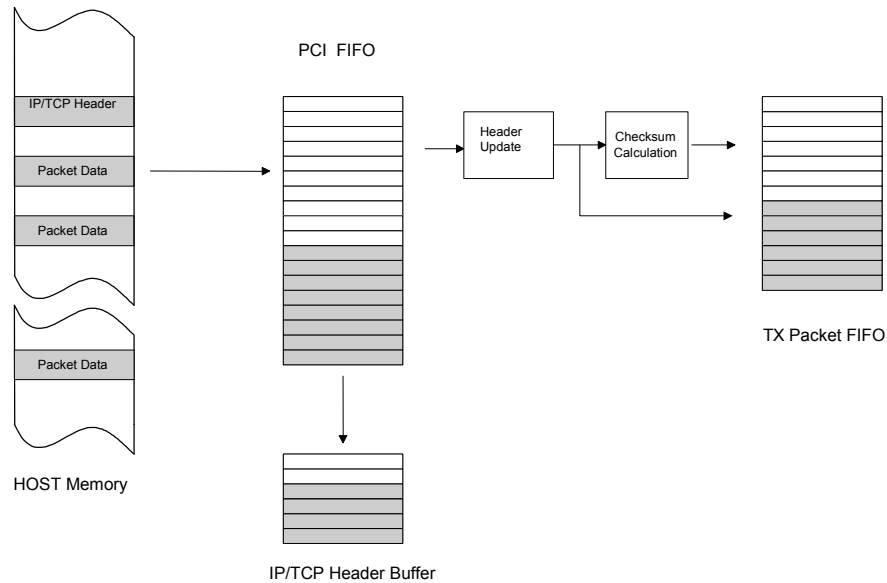 PCI FIFO
IP/TCP Header
Packet Data
Packet Data
Packet Data
HOST Memory
Header
Update
Checksum
Calculation
TX Packet FIFO
IP/TCP Header Buffer